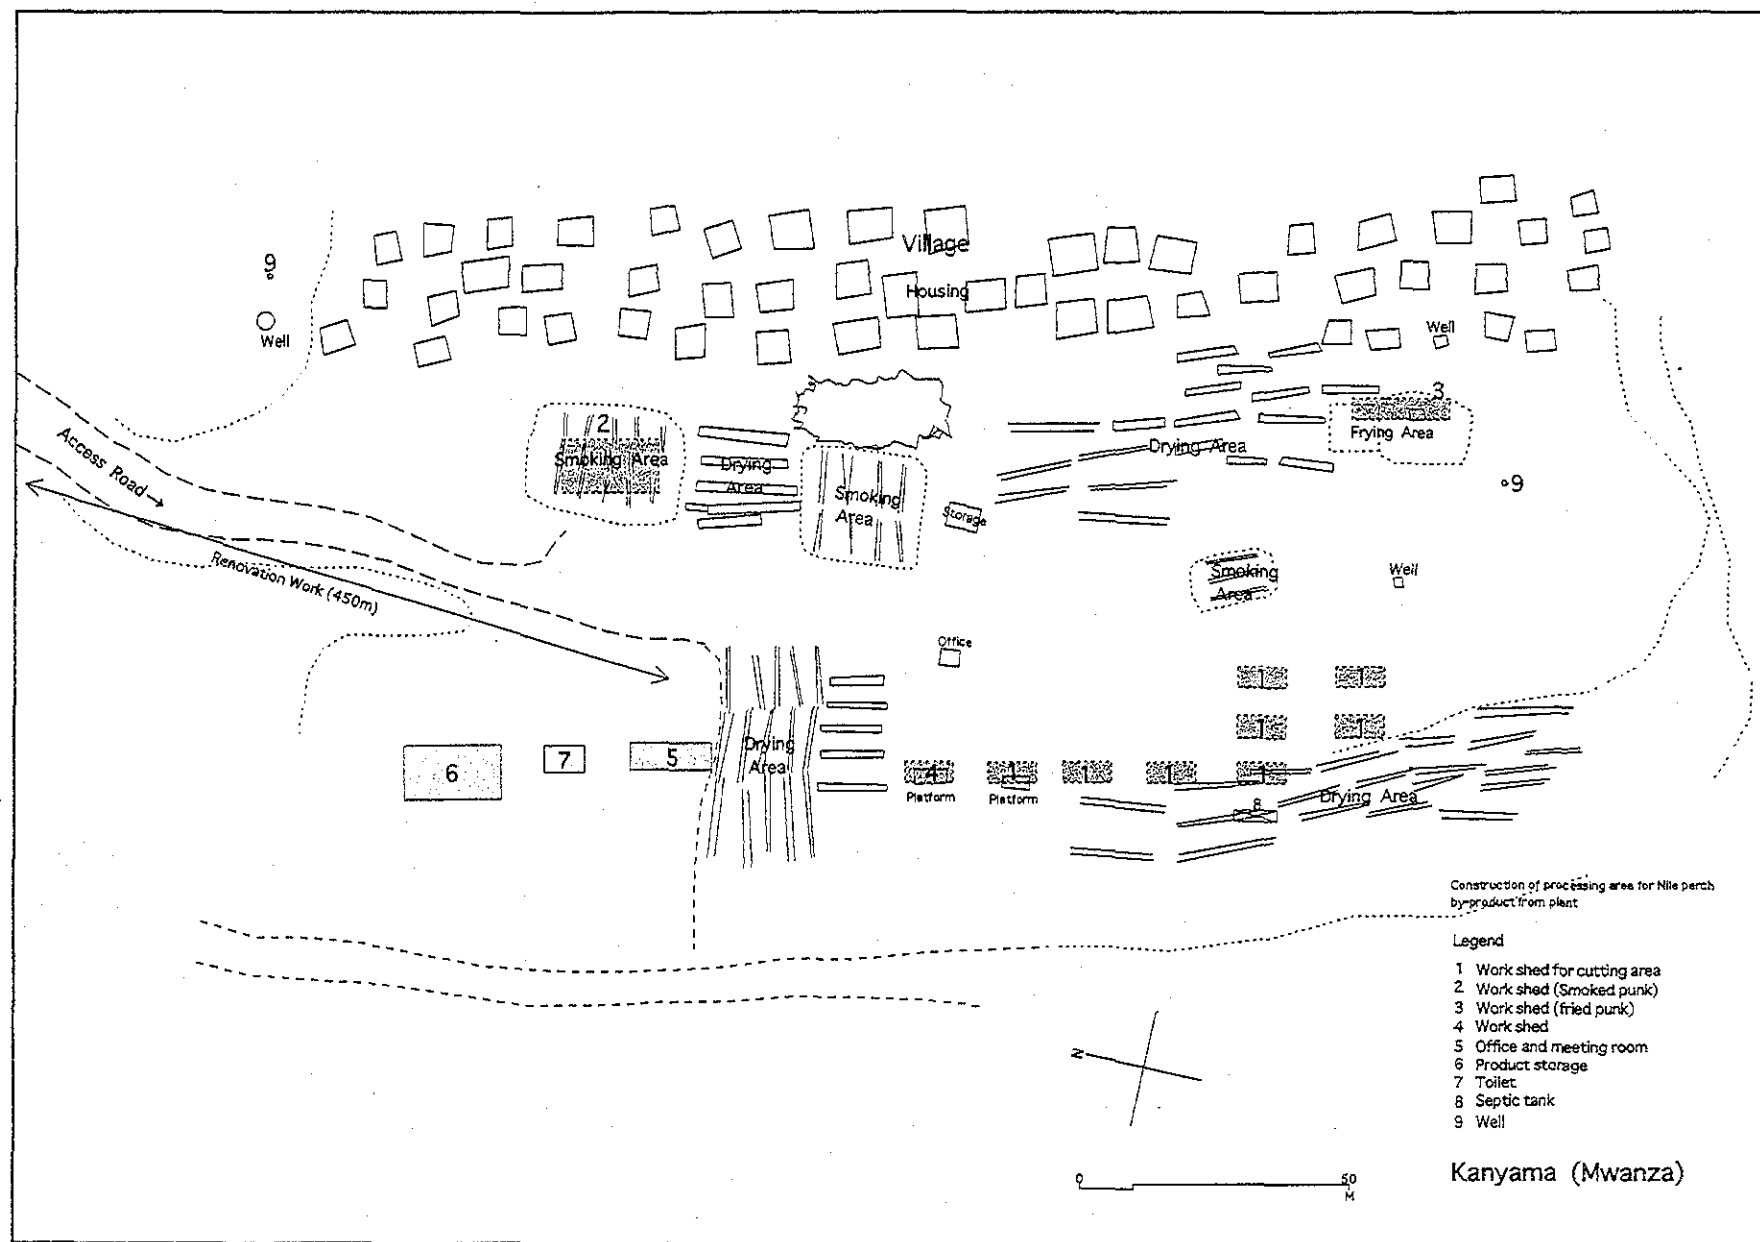 Village
9
Housing
Well
Well
3
2
Access Road →
Smoking Area
Drying
Area
Drying Area
Frying Area
Smoking
Area
Storage
9
Renovation Work (450m)
Smoking
Area
Well
Office
1
1
1
1
Drying
Area
6
7
5
4
1
1
1
1
Platform
Platform
8
Drying Area
Construction of processing area for Nile perch
by-product from plant
Legend
1 Work shed for cutting area
2 Work shed (Smoked punk)
3 Work shed (fried punk)
4 Work shed
5 Office and meeting room
6 Product storage
7 Toilet
8 Septic tank
9 Well
N
0 50
M
Kanyama (Mwanza)